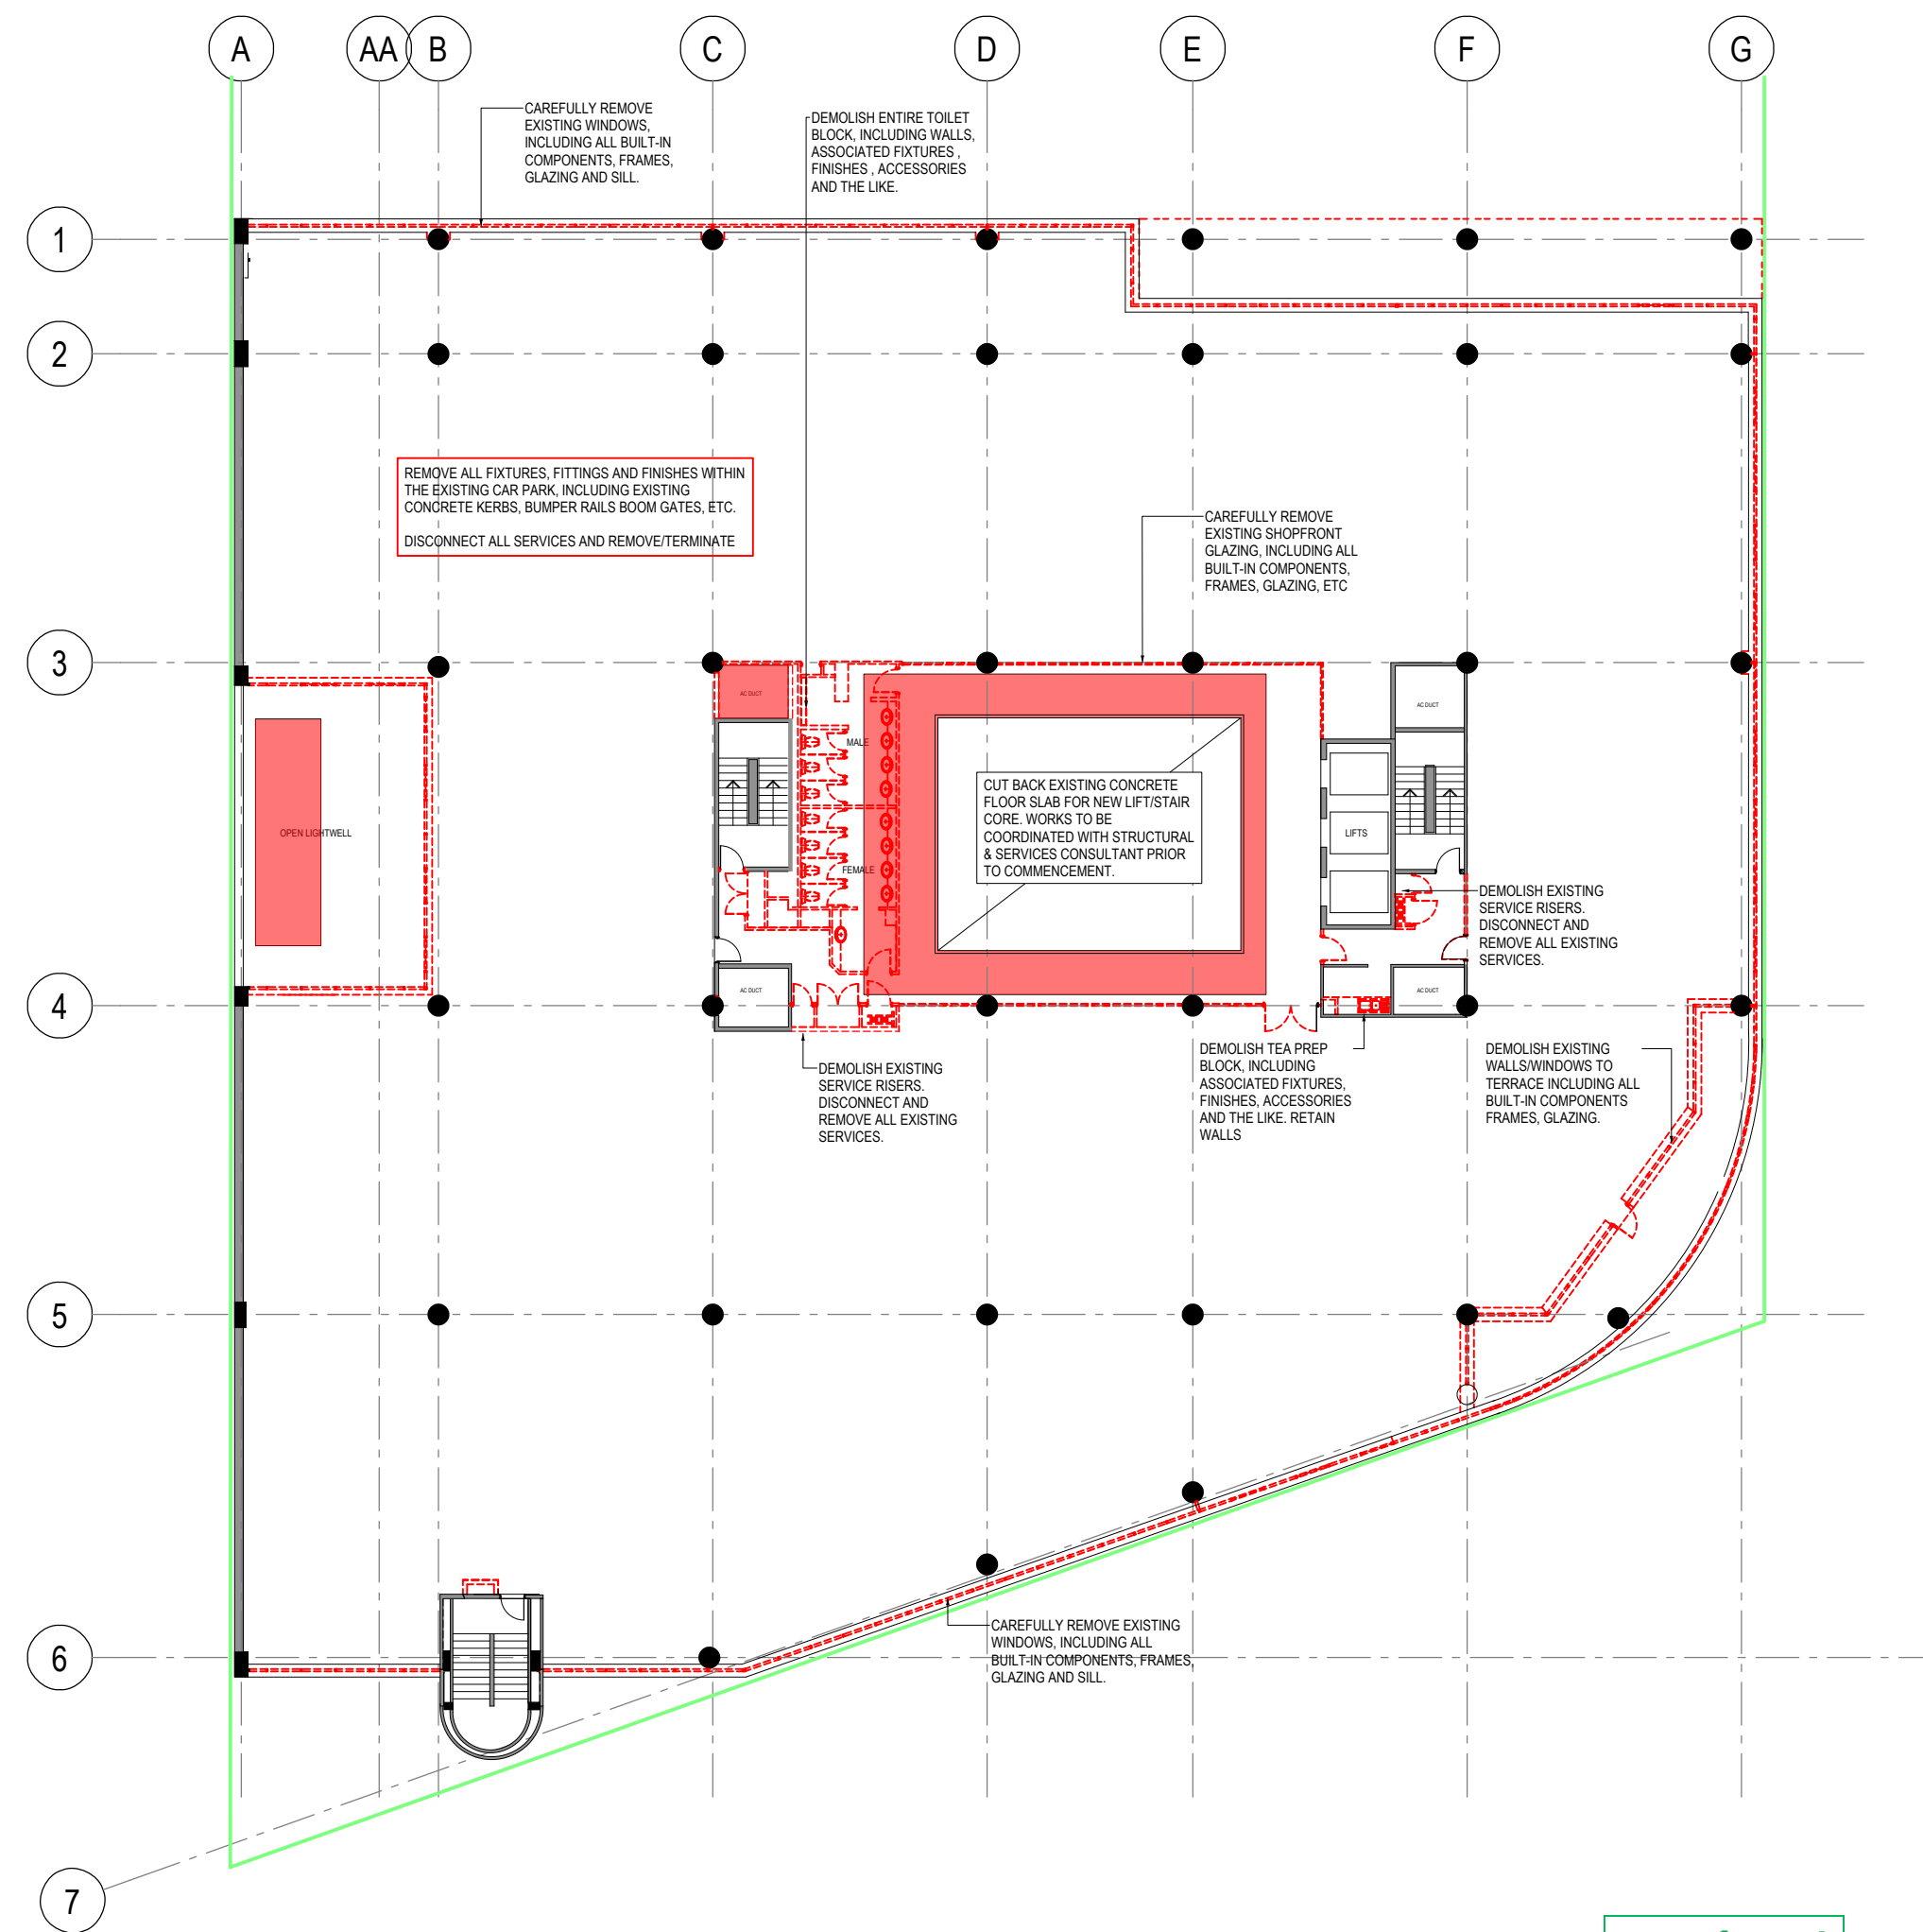 A
AA
B
C
D
E
F
G
CAREFULLY REMOVE
EXISTING WINDOWS,
INCLUDING ALL BUILT-IN
COMPONENTS, FRAMES,
GLAZING AND SILL.
DEMOLISH ENTIRE TOILET
BLOCK, INCLUDING WALLS,
ASSOCIATED FIXTURES ,
FINISHES , ACCESSORIES
AND THE LIKE.
1
2
REMOVE ALL FIXTURES, FITTINGS AND FINISHES WITHIN
THE EXISTING CAR PARK, INCLUDING EXISTING
CONCRETE KERBS, BUMPER RAILS BOOM GATES, ETC.
DISCONNECT ALL SERVICES AND REMOVE/TERMINATE
CAREFULLY REMOVE
EXISTING SHOPFRONT
GLAZING, INCLUDING ALL
BUILT-IN COMPONENTS,
FRAMES, GLAZING, ETC
3
AC DUCT
AC DUCT
MALE
CUT BACK EXISTING CONCRETE
FLOOR SLAB FOR NEW LIFT/STAIR
CORE. WORKS TO BE
COORDINATED WITH STRUCTURAL
& SERVICES CONSULTANT PRIOR
TO COMMENCEMENT.
OPEN LIGHTWELL
LIFTS
FEMALE
DEMOLISH EXISTING
SERVICE RISERS.
DISCONNECT AND
REMOVE ALL EXISTING
SERVICES.
AC DUCT
AC DUCT
4
DEMOLISH EXISTING
SERVICE RISERS.
DISCONNECT AND
REMOVE ALL EXISTING
SERVICES.
DEMOLISH TEA PREP
BLOCK, INCLUDING
ASSOCIATED FIXTURES,
FINISHES, ACCESSORIES
AND THE LIKE. RETAIN
WALLS
DEMOLISH EXISTING
WALLS/WINDOWS TO
TERRACE INCLUDING ALL
BUILT-IN COMPONENTS
FRAMES, GLAZING.
5
CAREFULLY REMOVE EXISTING
WINDOWS, INCLUDING ALL
BUILT-IN COMPONENTS, FRAMES,
GLAZING AND SILL.
6
7